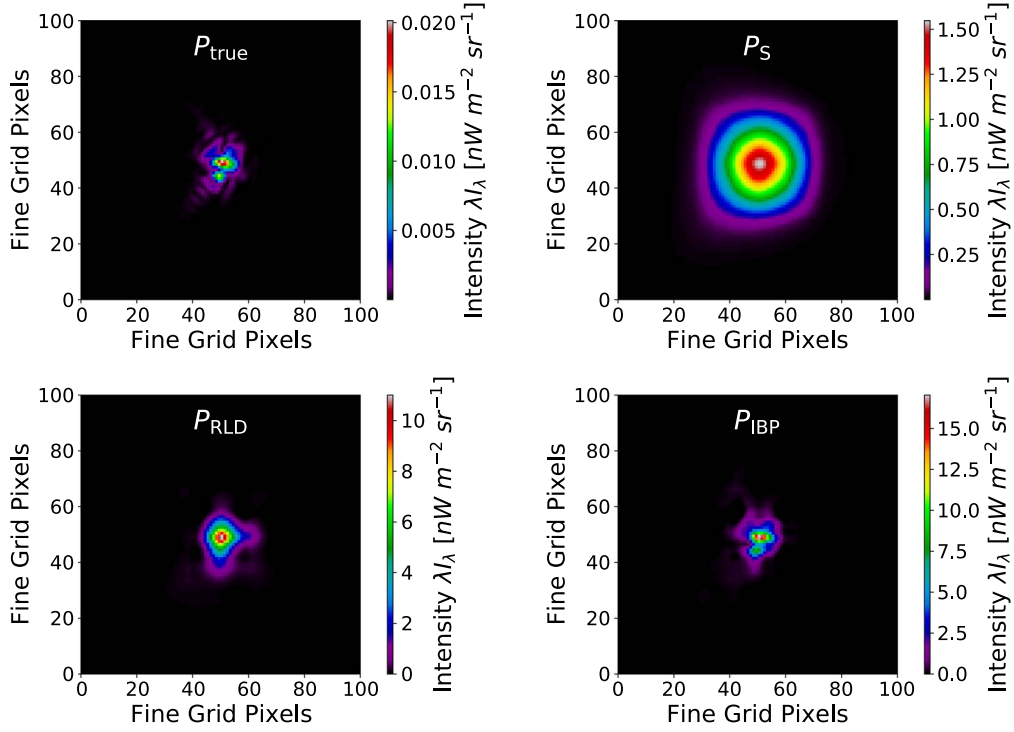 P_true
100
80
60
40
20
0
0 20 40 60 80 100
Fine Grid Pixels
Fine Grid Pixels
0.020
0.015
0.010
0.005
Intensity λI_λ [nW m⁻² sr⁻¹]
P_S
100
80
60
40
20
0
0 20 40 60 80 100
Fine Grid Pixels
Fine Grid Pixels
1.50
1.25
1.00
0.75
0.50
0.25
Intensity λI_λ [nW m⁻² sr⁻¹]
P_RLD
100
80
60
40
20
0
0 20 40 60 80 100
Fine Grid Pixels
Fine Grid Pixels
10
8
6
4
2
0
Intensity λI_λ [nW m⁻² sr⁻¹]
P_IBP
100
80
60
40
20
0
0 20 40 60 80 100
Fine Grid Pixels
Fine Grid Pixels
15.0
12.5
10.0
7.5
5.0
2.5
0.0
Intensity λI_λ [nW m⁻² sr⁻¹]